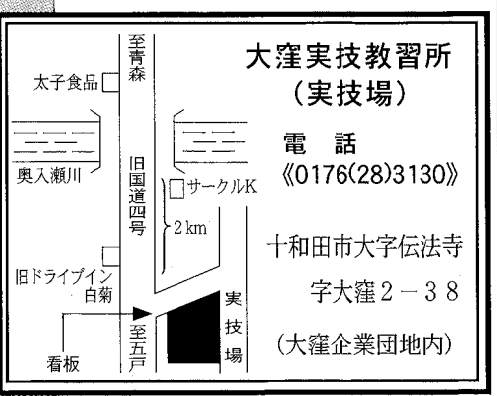 大窪実技教習所
(実技場)
電 話
《0176(28)3130》
十和田市大字伝法寺
字大窪2－38
(大窪企業団地内)
至青森
太子食品
奥入瀬川
旧国道四号
サークルK
2km
旧ドライブイン
白菊
看板
至五戸
実技場